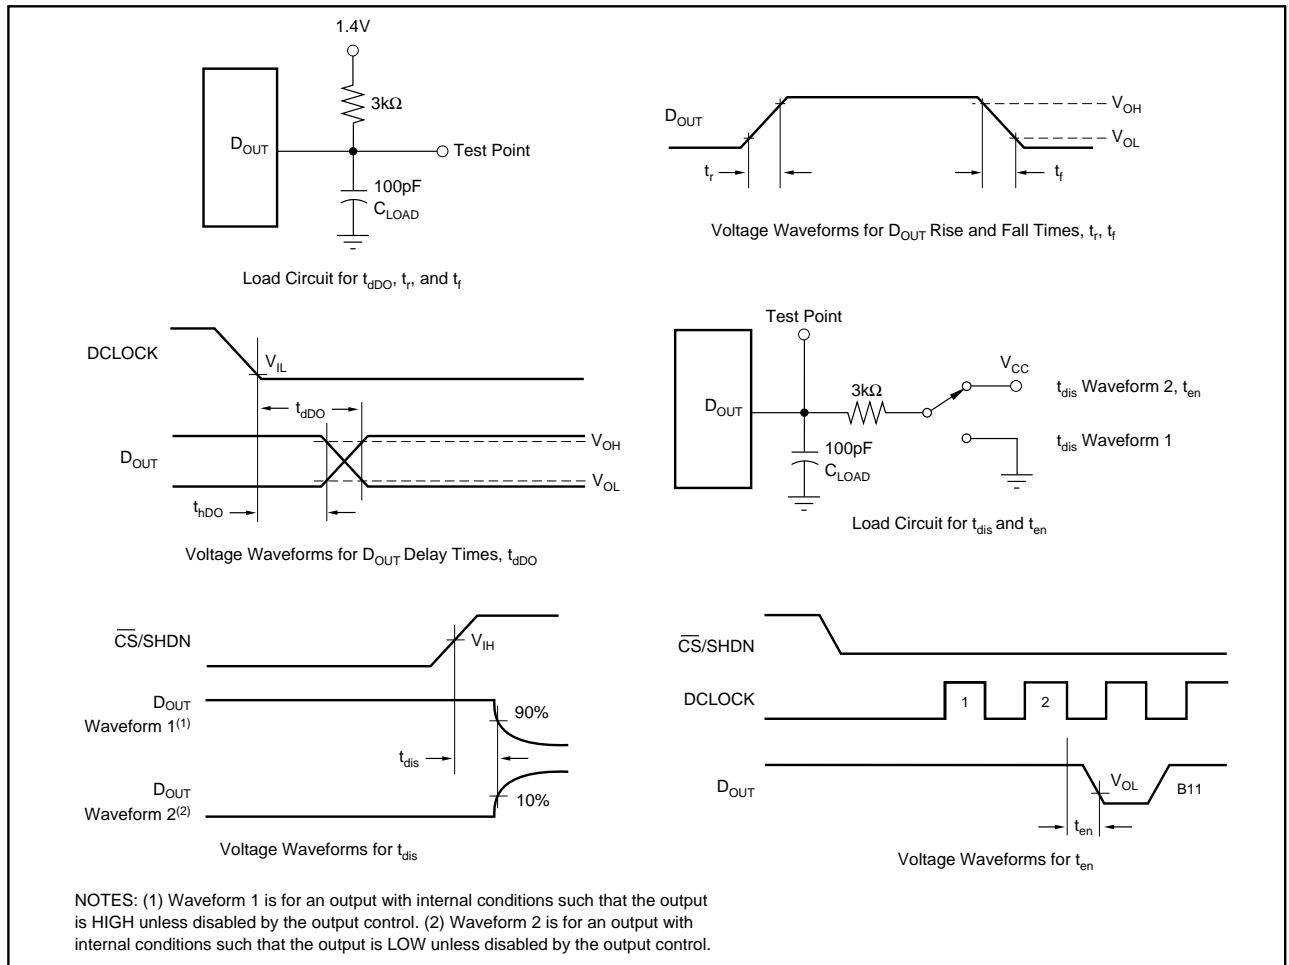 1.4V
3kΩ
DOUT
Test Point
100pF
CLOAD
Load Circuit for tdDO, tr, and tf
DOUT
VOH
VOL
tr
tf
Voltage Waveforms for DOUT Rise and Fall Times, tr, tf
DCLOCK
VIL
tdDO
DOUT
VOH
VOL
thDO
Voltage Waveforms for DOUT Delay Times, tdDO
Test Point
DOUT
3kΩ
VCC
tdis Waveform 2, ten
tdis Waveform 1
100pF
CLOAD
Load Circuit for tdis and ten
C̅S̅/SHDN
VIH
DOUT
Waveform 1(1)
90%
tdis
DOUT
Waveform 2(2)
10%
Voltage Waveforms for tdis
C̅S̅/SHDN
DCLOCK
1
2
DOUT
VOL
B11
ten
Voltage Waveforms for ten
NOTES: (1) Waveform 1 is for an output with internal conditions such that the output
is HIGH unless disabled by the output control. (2) Waveform 2 is for an output with
internal conditions such that the output is LOW unless disabled by the output control.